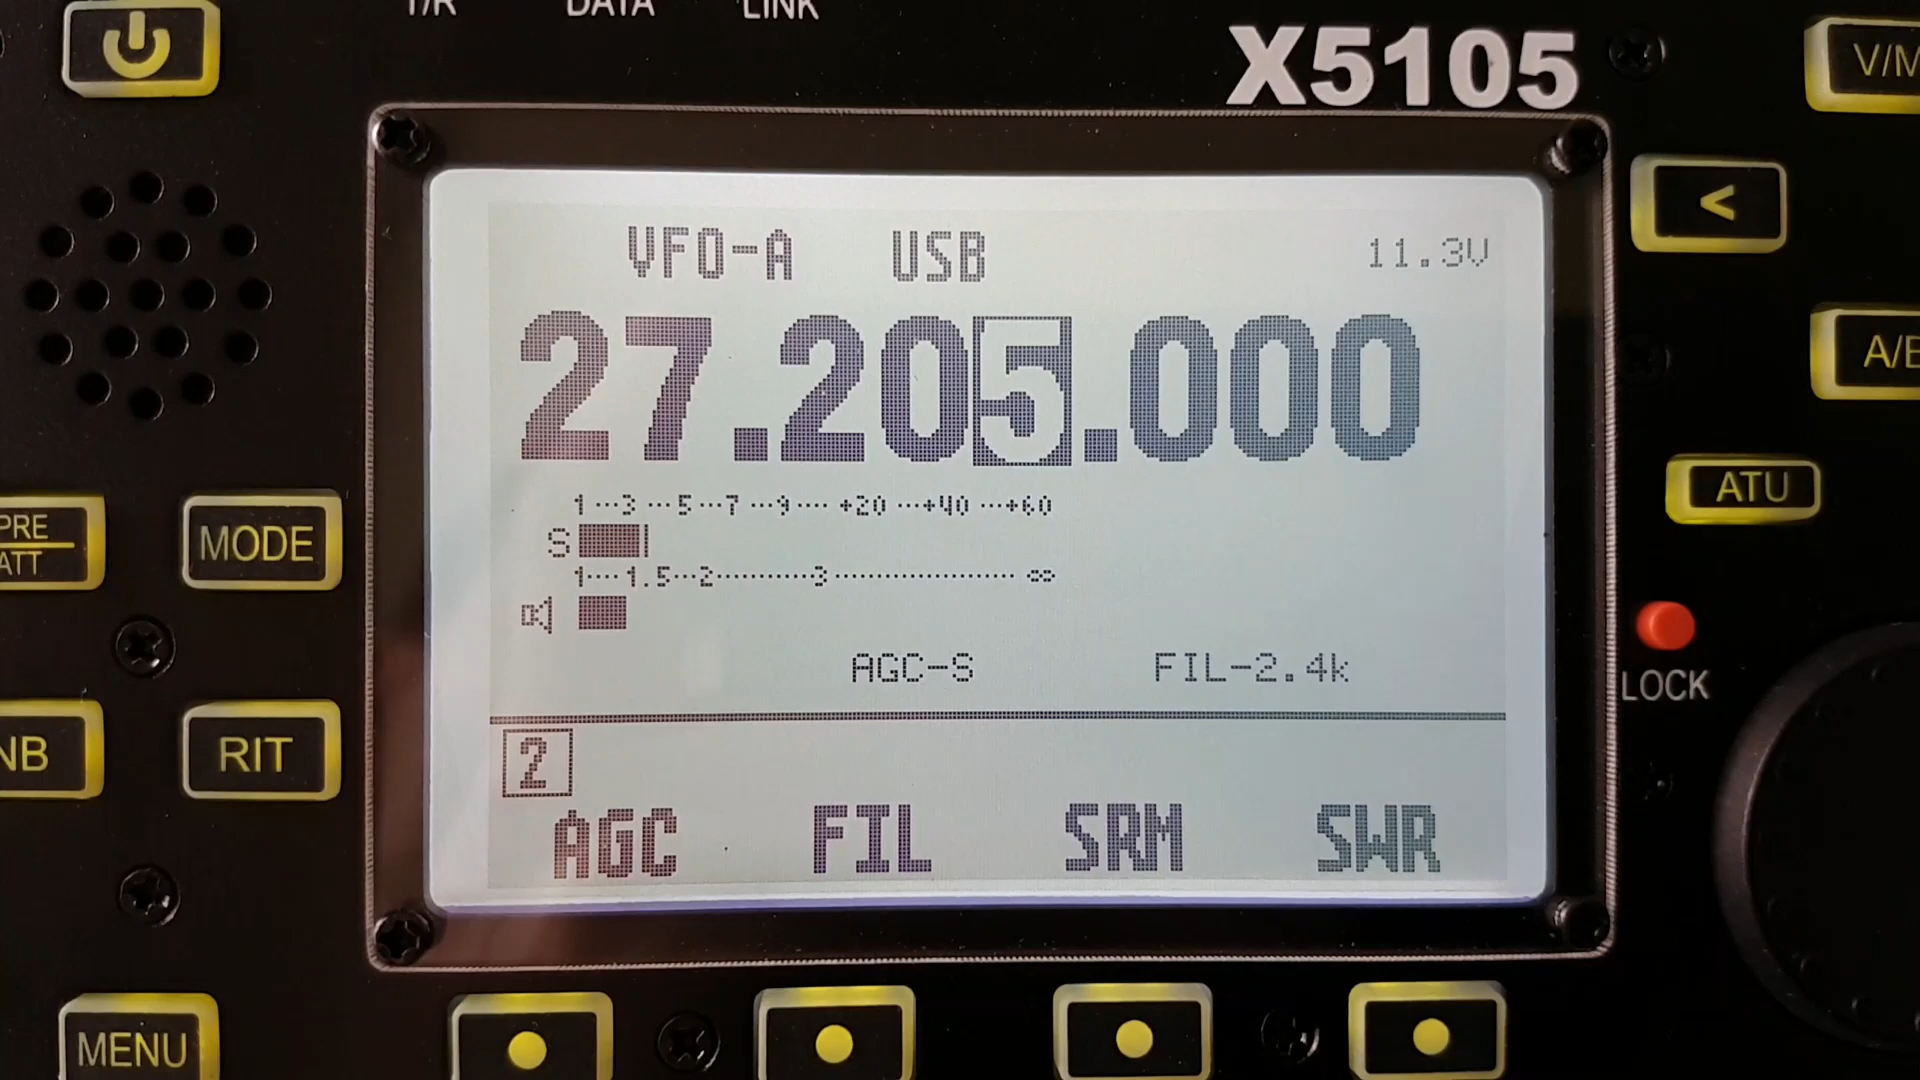 T/R DATA LINK
X5105
V/M
VFO-A USB 11.3V
<
27.205.000
A/B
1···3···5···7···9···· +20 ···+40 ···+60
S
ATU
PRE
ATT
MODE
1····1.5···2··········3··················· ∞
AGC-S FIL-2.4k
LOCK
NB
RIT
2
AGC FIL SRM SWR
MENU